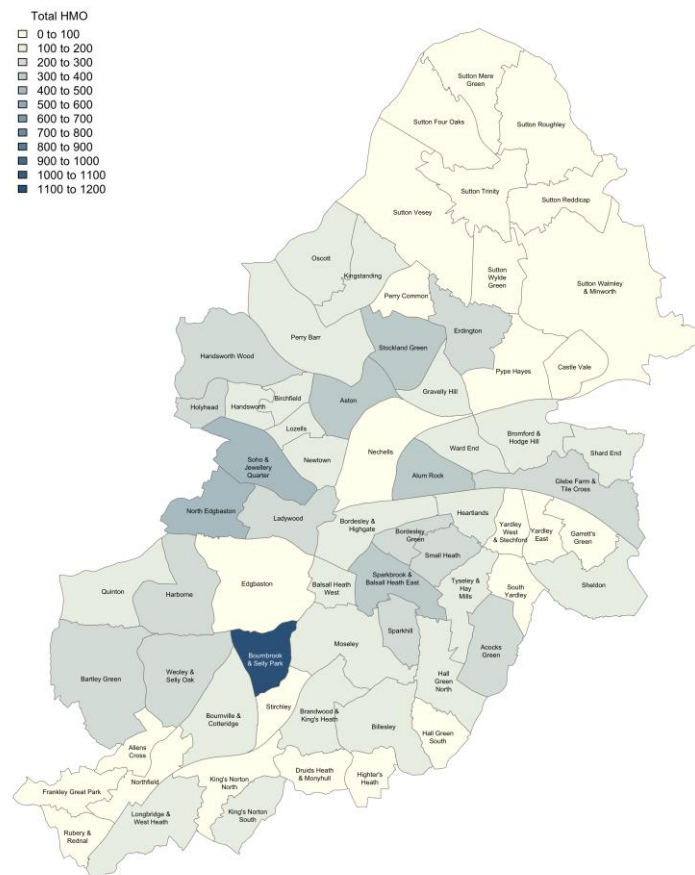 Total HMO
0 to 100
100 to 200
200 to 300
300 to 400
400 to 500
500 to 600
600 to 700
700 to 800
800 to 900
900 to 1000
1000 to 1100
1100 to 1200
Sutton Mere
Green
Sutton Four Oaks
Sutton Roughley
Sutton Trinity
Sutton Reddicap
Sutton Vesey
Oscott
Kingstanding
Sutton
Wylde
Green
Sutton Walmley
& Minworth
Perry Common
Erdington
Perry Barr
Stockland Green
Handsworth Wood
Pype Hayes
Castle Vale
Gravelly Hill
Birchfield
Aston
Holyhead
Handsworth
Lozells
Bromford &
Hodge Hill
Nechells
Ward End
Shard End
Soho &
Jewellery
Quarter
Newtown
Alum Rock
Glebe Farm &
Tile Cross
North Edgbaston
Ladywood
Heartlands
Bordesley &
Highgate
Bordesley
Green
Yardley
West
& Stechford
Yardley
East
Garrett's
Green
Small Heath
Edgbaston
Balsall Heath
West
Sparkbrook &
Balsall Heath East
Tyseley &
Hay
Mills
South
Yardley
Sheldon
Quinton
Harborne
Sparkhill
Moseley
Acocks
Green
Bournbrook
& Selly Park
Bartley Green
Weoley &
Selly Oak
Hall
Green
North
Stirchley
Bournville &
Cotteridge
Brandwood &
King's Heath
Billesley
Hall Green
South
Allens
Cross
Northfield
King's Norton
North
Druids Heath
& Monyhull
Highter's
Heath
Frankley Great Park
Longbridge &
West Heath
King's Norton
South
Rubery &
Rednal